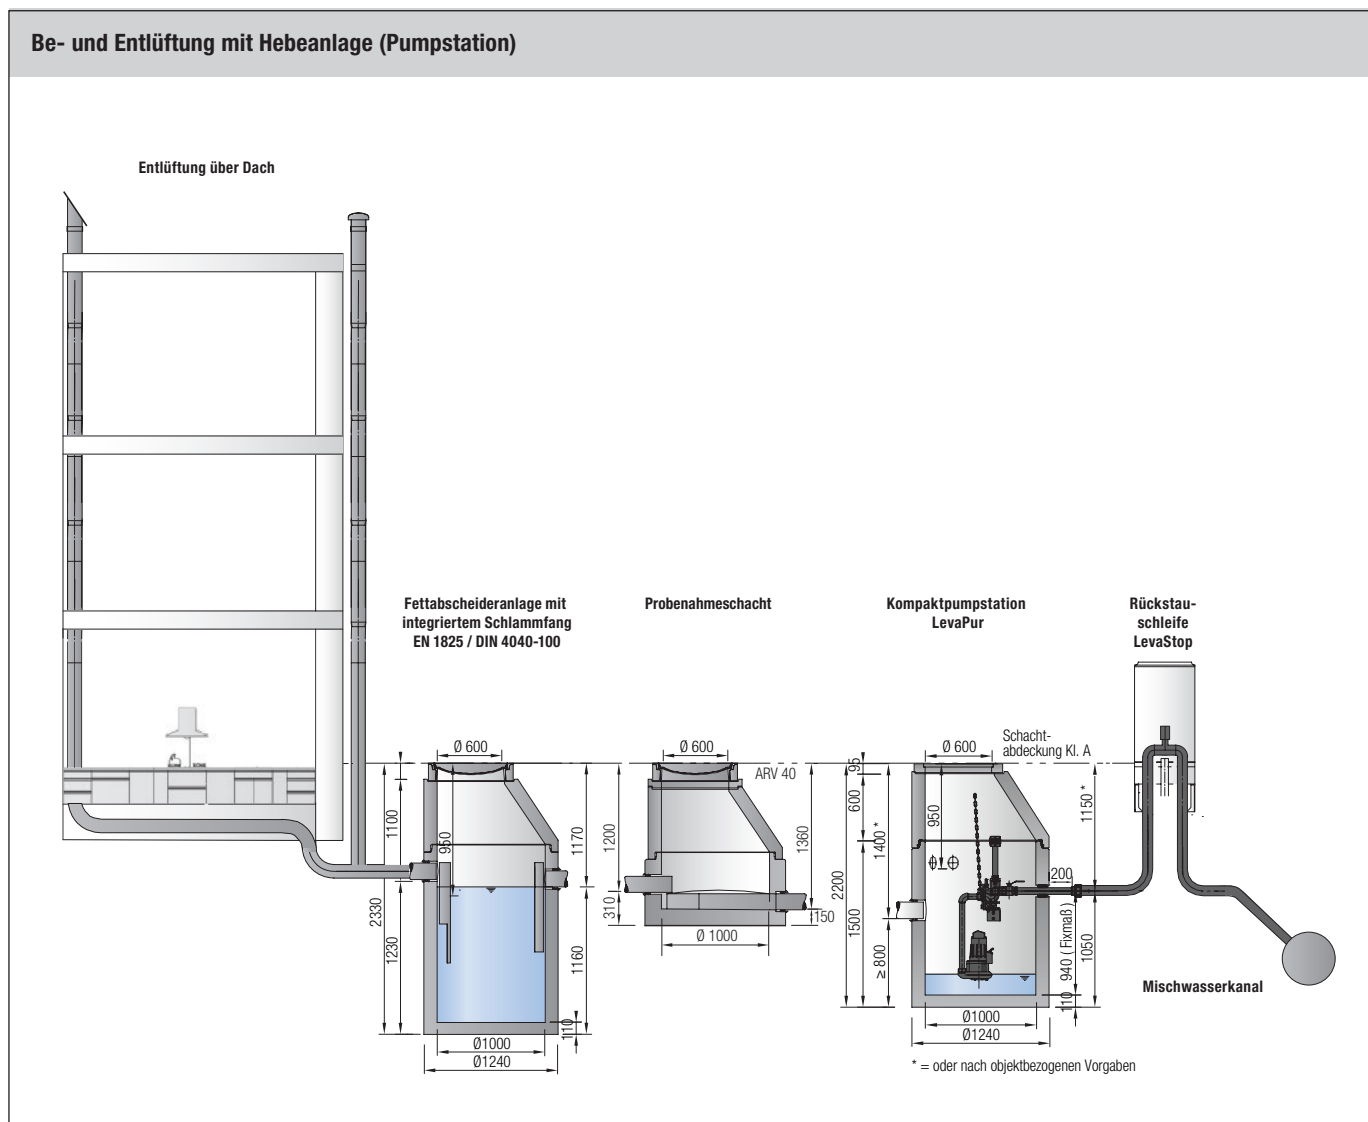 Be- und Entlüftung mit Hebeanlage (Pumpstation)
Entlüftung über Dach
Fettabscheideranlage mit
integriertem Schlammfang
EN 1825 / DIN 4040-100
Probenahmeschacht
Kompaktpumpstation
LevaPur
Rückstau-
schleife
LevaStop
Ø 600
1100
950
1170
2330
1230
1160
110
Ø1000
Ø1240
Ø 600
ARV 40
1200
1360
310
150
Ø 1000
Ø 600
Schacht-
abdeckung Kl. A
95
600
1400 *
950
1150 *
2200
1500
≥ 800
200
940 ( Fixmaß )
1050
110
Ø1000
Ø1240
Mischwasserkanal
* = oder nach objektbezogenen Vorgaben